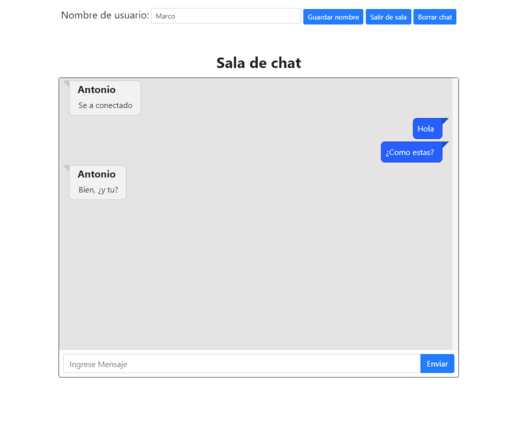 Nombre de usuario: Marco Guardar nombre Salir de sala Borrar chat
Sala de chat
Antonio
Se a conectado
Hola
¿Como estas?
Antonio
Bien, ¿y tu?
Ingrese Mensaje Enviar